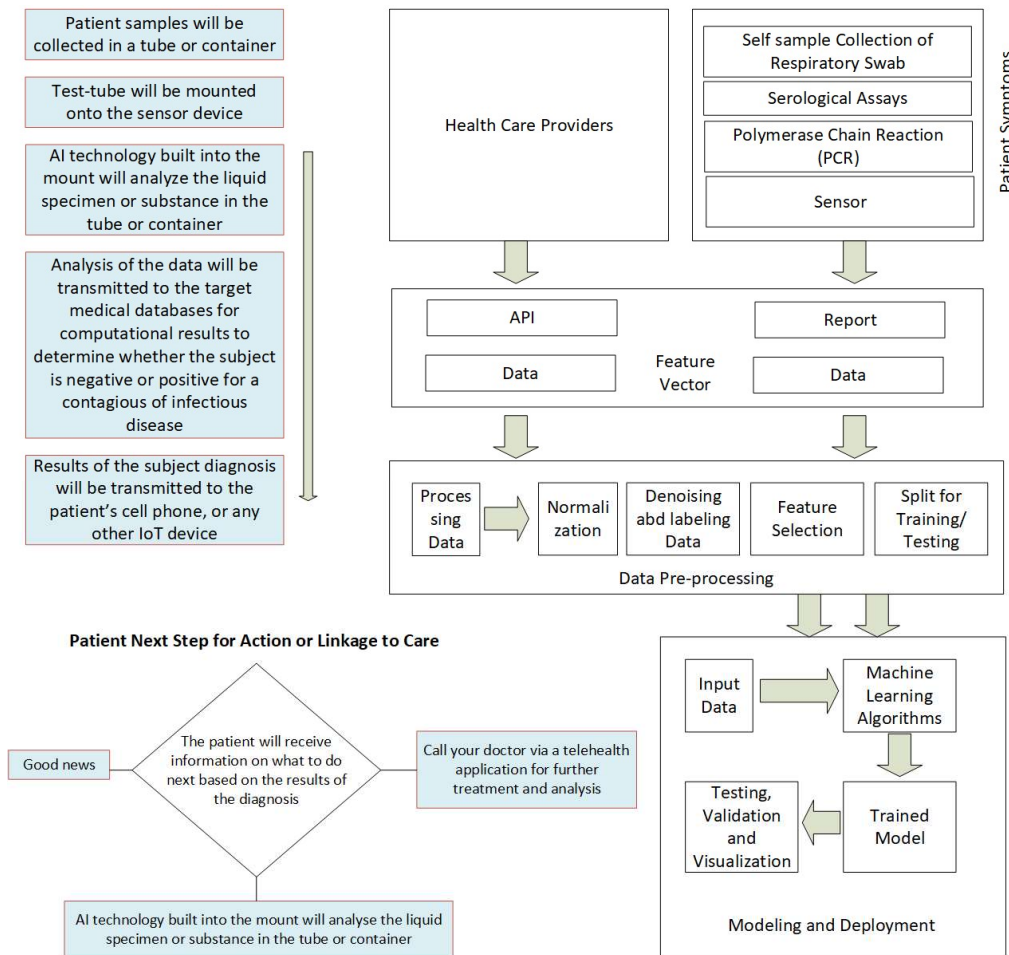 Patient samples will be
collected in a tube or container
Test-tube will be mounted
onto the sensor device
AI technology built into the
mount will analyze the liquid
specimen or substance in the
tube or container
Analysis of the data will be
transmitted to the target
medical databases for
computational results to
determine whether the subject
is negative or positive for a
contagious of infectious
disease
Results of the subject diagnosis
will be transmitted to the
patient's cell phone, or any
other IoT device
Health Care Providers
Self sample Collection of
Respiratory Swab
Serological Assays
Polymerase Chain Reaction
(PCR)
Sensor
Patient Symptoms
API
Data
Feature
Vector
Report
Data
Proces
sing
Data
Normali
zation
Denoising
abd labeling
Data
Feature
Selection
Split for
Training/
Testing
Data Pre-processing
Input
Data
Machine
Learning
Algorithms
Testing,
Validation
and
Visualization
Trained
Model
Modeling and Deployment
Patient Next Step for Action or Linkage to Care
Good news
The patient will receive
information on what to do
next based on the results of
the diagnosis
Call your doctor via a telehealth
application for further
treatment and analysis
AI technology built into the mount will analyse the liquid
specimen or substance in the tube or container